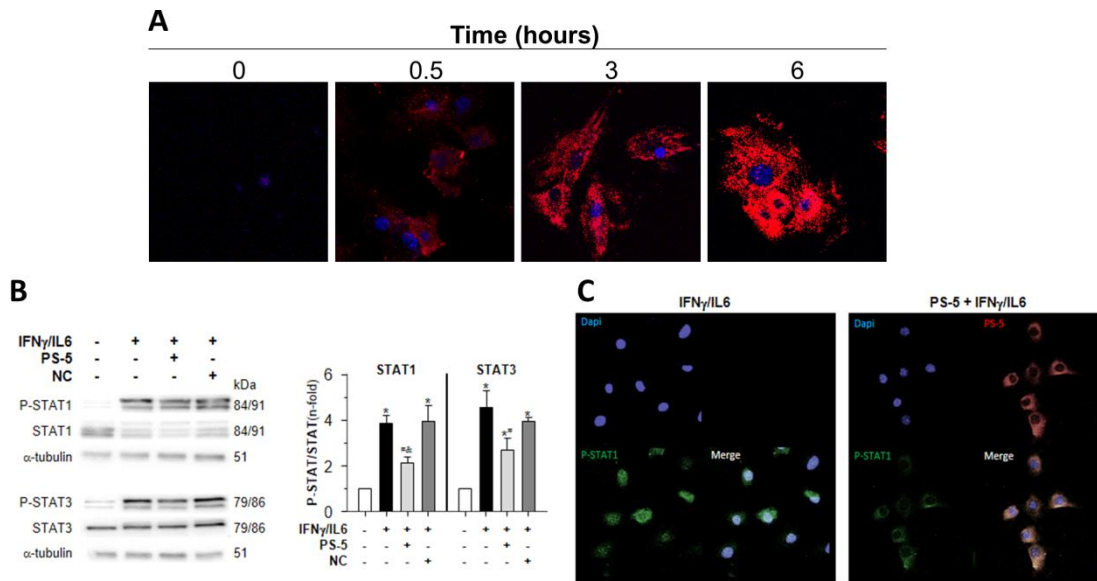 A
Time (hours)
0 0.5 3 6
B
IFNγ/IL6 - + + +
PS-5 - - + -
NC - - - +
kDa
P-STAT1 84/91
STAT1 84/91
α-tubulin 51
P-STAT3 79/86
STAT3 79/86
α-tubulin 51
STAT1 STAT3
P-STAT/STAT(n-fold)
6
4
2
0
* * * *
IFNγ/IL6 - + + + - + + +
PS-5 - - + - - - + -
NC - - - + - - - +
C
IFNγ/IL6 PS-5 + IFNγ/IL6
Dapi Dapi PS-5
P-STAT1 Merge P-STAT1 Merge